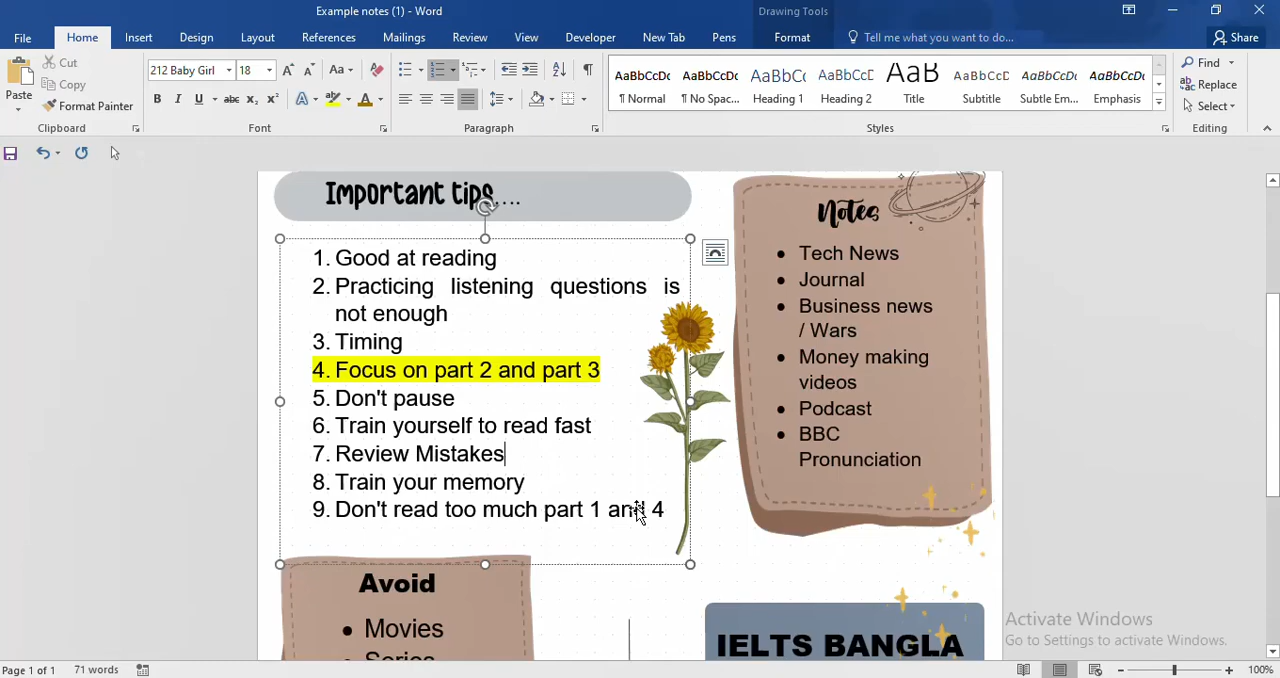 Example notes (1) - Word
Drawing Tools
File
Home
Insert
Design
Layout
References
Mailings
Review
View
Developer
New Tab
Pens
Format
Tell me what you want to do...
Share
Paste
Cut
Copy
Format Painter
Clipboard
212 Baby Girl
18
Font
Paragraph
AaBbCcDc
¶ Normal
AaBbCcDc
¶ No Spac...
AaBbCc
Heading 1
AaBbCcD
Heading 2
AaB
Title
AaBbCcD
Subtitle
AaBbCcDc
Subtle Em...
AaBbCcDc
Emphasis
Styles
Find
Replace
Select
Editing
Important tips....
1. Good at reading
2. Practicing listening questions is
not enough
3. Timing
4. Focus on part 2 and part 3
5. Don't pause
6. Train yourself to read fast
7. Review Mistakes
8. Train your memory
9. Don't read too much part 1 and 4
Notes
• Tech News
• Journal
• Business news
/ Wars
• Money making
videos
• Podcast
• BBC
Pronunciation
Avoid
• Movies
• Series
IELTS BANGLA
Activate Windows
Go to Settings to activate Windows.
Page 1 of 1
71 words
100%